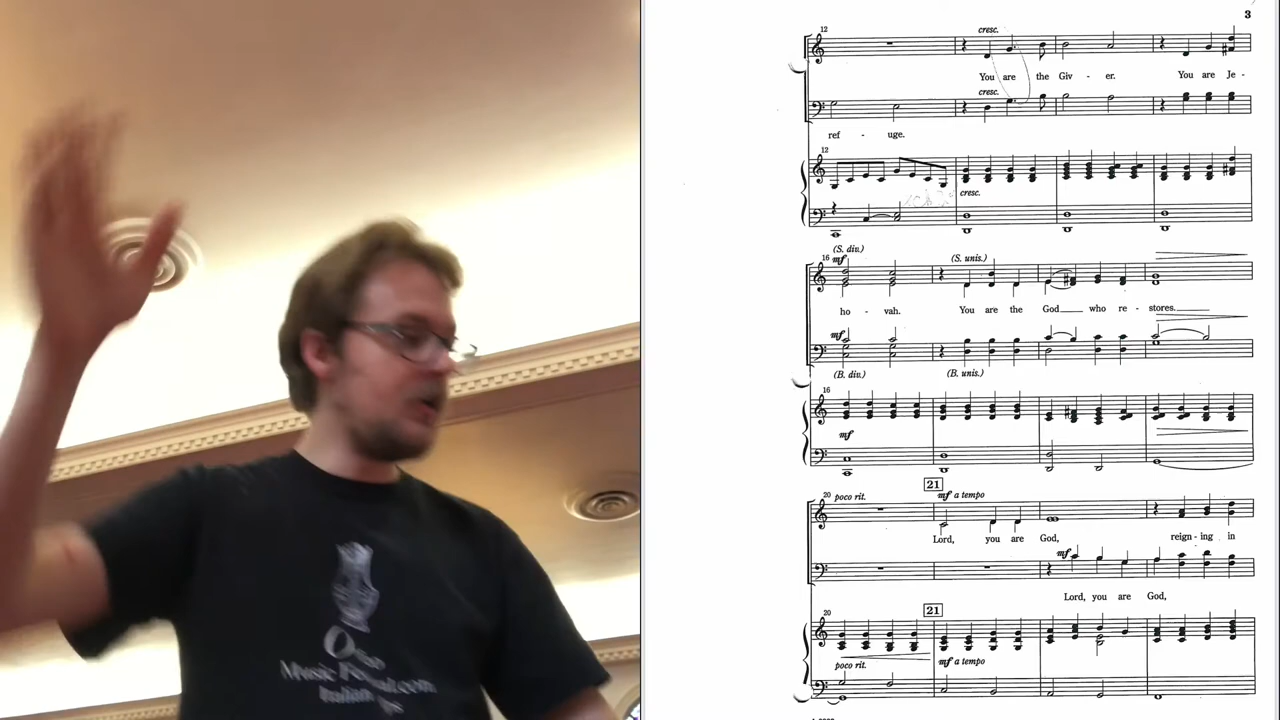 3
12
cresc.
You are the Giv - er. You are Je -
cresc.
ref - uge.
12
cresc.
(S. div.)
16
mf
(S. unis.)
ho - vah. You are the God who re - stores.
mf
(B. div.)
(B. unis.)
16
mf
20
poco rit.
21
mf a tempo
Lord, you are God, reign - ing in
mf
Lord, you are God,
20
21
poco rit.
mf a tempo